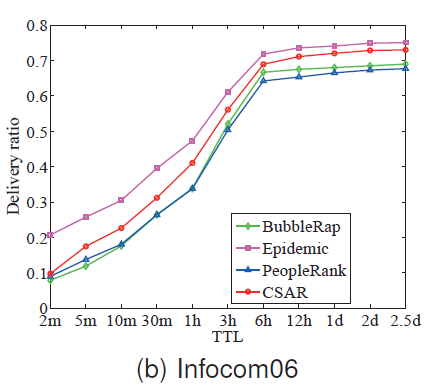 0.8
0.7
0.6
0.5
0.4
0.3
0.2
0.1
0
Delivery ratio
BubbleRap
Epidemic
PeopleRank
CSAR
2m 5m 10m 30m 1h 3h 6h 12h 1d 2d 2.5d
TTL
(b) Infocom06